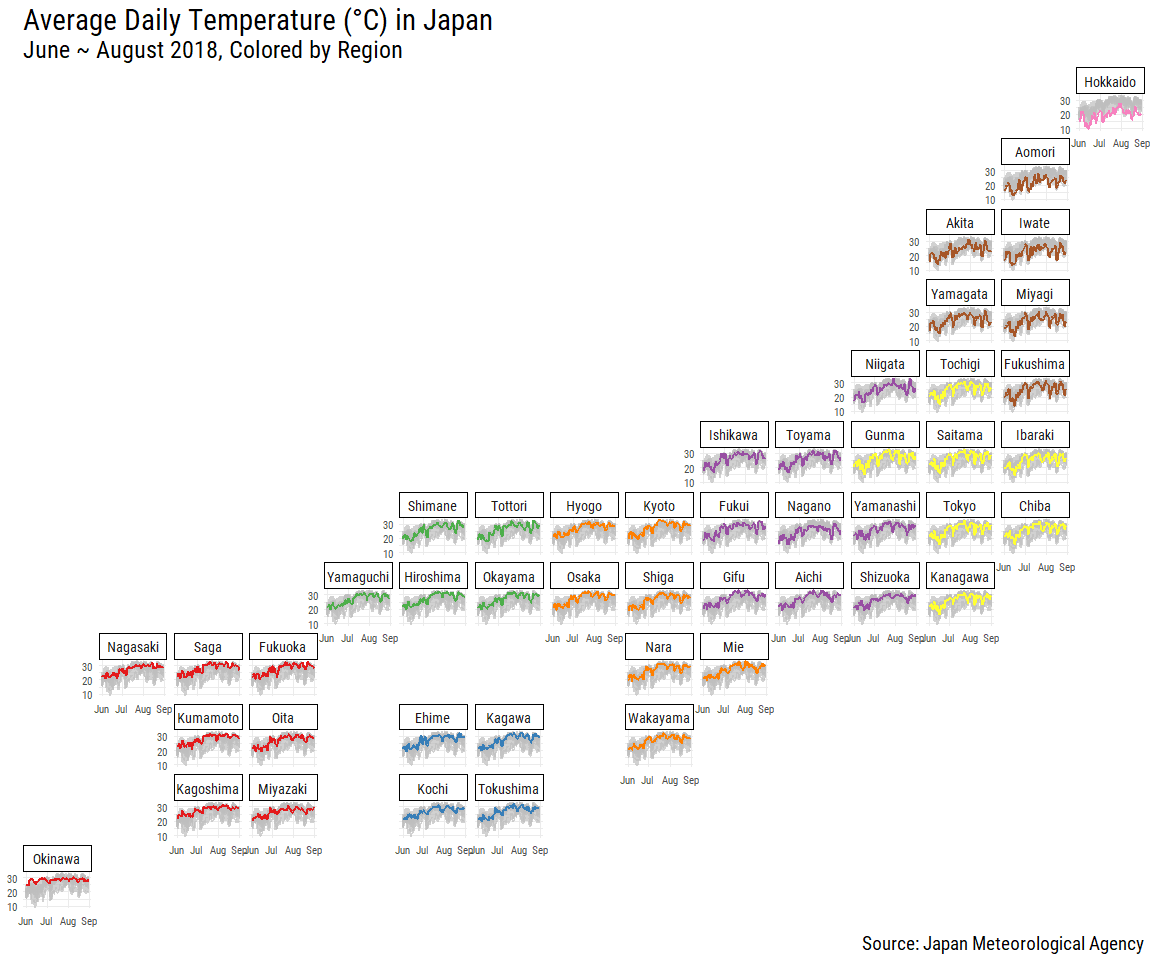 Average Daily Temperature (°C) in Japan
June ~ August 2018, Colored by Region
Hokkaido
30
20
10
Jun Jul Aug Sep
Aomori
30
20
10
Akita Iwate
30
20
10
Yamagata Miyagi
30
20
10
Niigata Tochigi Fukushima
30
20
10
Ishikawa Toyama Gunma Saitama Ibaraki
30
20
10
Shimane Tottori Hyogo Kyoto Fukui Nagano Yamanashi Tokyo Chiba
30
20
10
Jun Jul Aug Sep
Yamaguchi Hiroshima Okayama Osaka Shiga Gifu Aichi Shizuoka Kanagawa
30
20
10
Jun Jul Aug Sep Jun Jul Aug Sep Jun Jul Aug Sep Jun Jul Aug Sep Jun Jul Aug Sep
Nagasaki Saga Fukuoka Nara Mie
30
20
10
Jun Jul Aug Sep Jun Jul Aug Sep
Kumamoto Oita Ehime Kagawa Wakayama
30
20
10
Jun Jul Aug Sep
Kagoshima Miyazaki Kochi Tokushima
30
20
10
Jun Jul Aug Sep Jun Jul Aug Sep Jun Jul Aug Sep Jun Jul Aug Sep
Okinawa
30
20
10
Jun Jul Aug Sep
Source: Japan Meteorological Agency